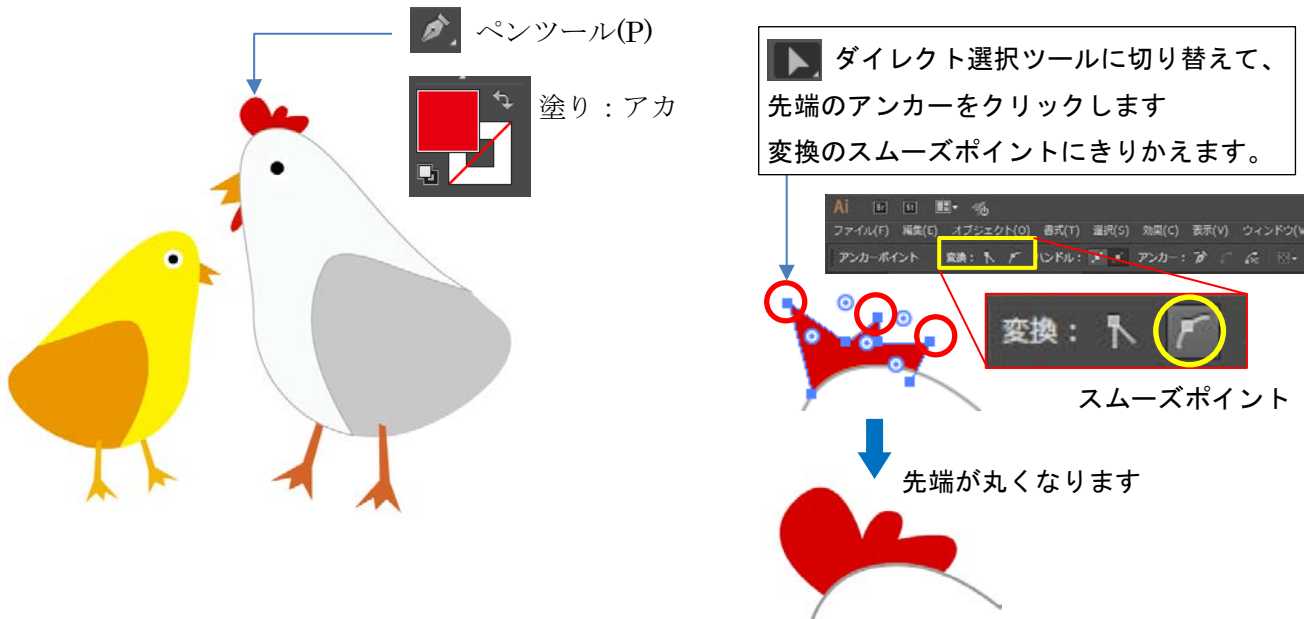 ペンツール(P)
塗り：アカ
ダイレクト選択ツールに切り替えて、
先端のアンカーをクリックします
変換のスムーズポイントにきりかえます。
Ai Br St
ファイル(F) 編集(E) オブジェクト(O) 書式(T) 選択(S) 効果(C) 表示(V) ウィンドウ(W
アンカーポイント 変換： ハンドル： アンカー：
変換：
スムーズポイント
先端が丸くなります